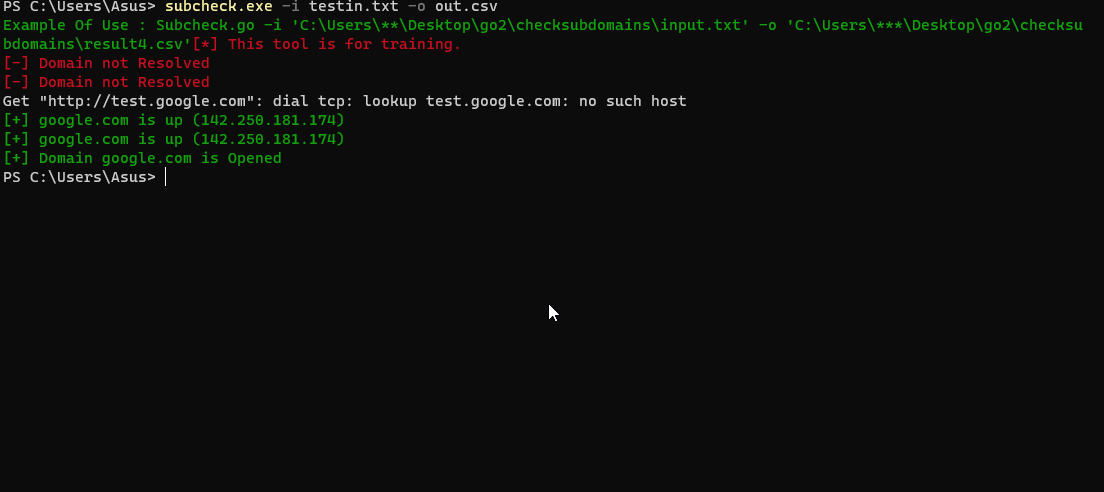 PS C:\Users\Asus> subcheck.exe -i testin.txt -o out.csv
Example Of Use : Subcheck.go -i 'C:\Users\**\Desktop\go2\checksubdomains\input.txt' -o 'C:\Users\***\Desktop\go2\checksu
bdomains\result4.csv'[*] This tool is for training.
[-] Domain not Resolved
[-] Domain not Resolved
Get "http://test.google.com": dial tcp: lookup test.google.com: no such host
[+] google.com is up (142.250.181.174)
[+] google.com is up (142.250.181.174)
[+] Domain google.com is Opened
PS C:\Users\Asus>